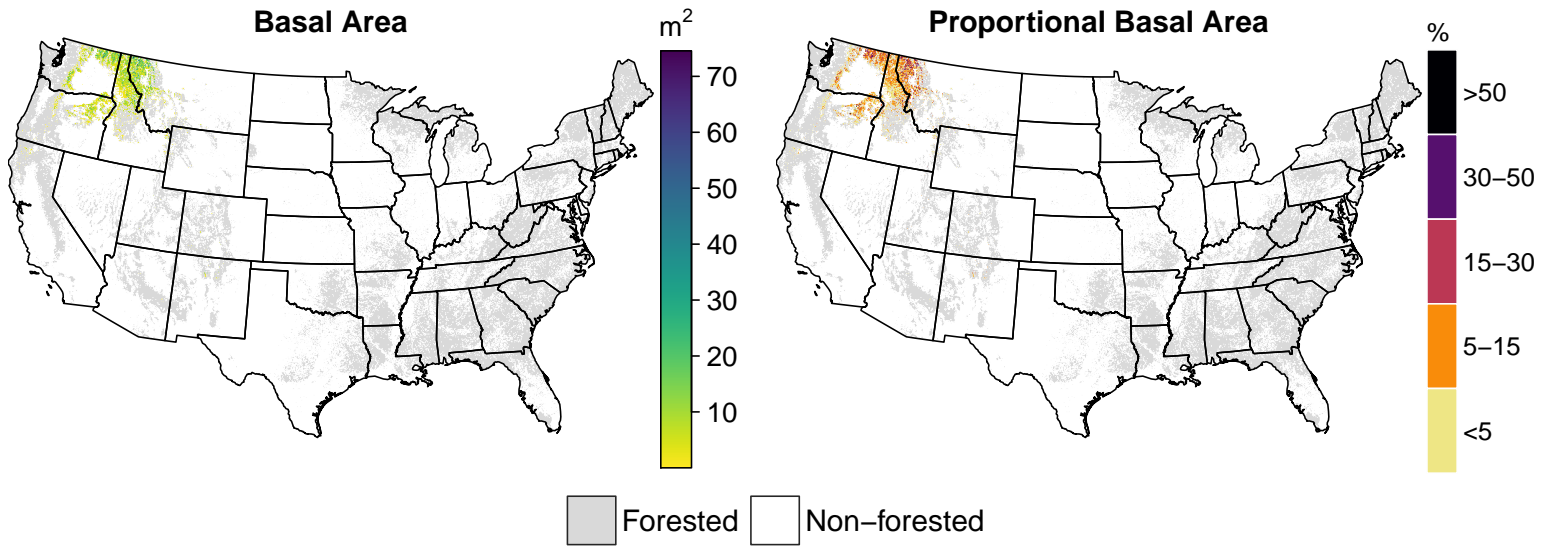 Basal Area
m²
70
60
50
40
30
20
10
Proportional Basal Area
%
>50
30−50
15−30
5−15
<5
Forested
Non−forested